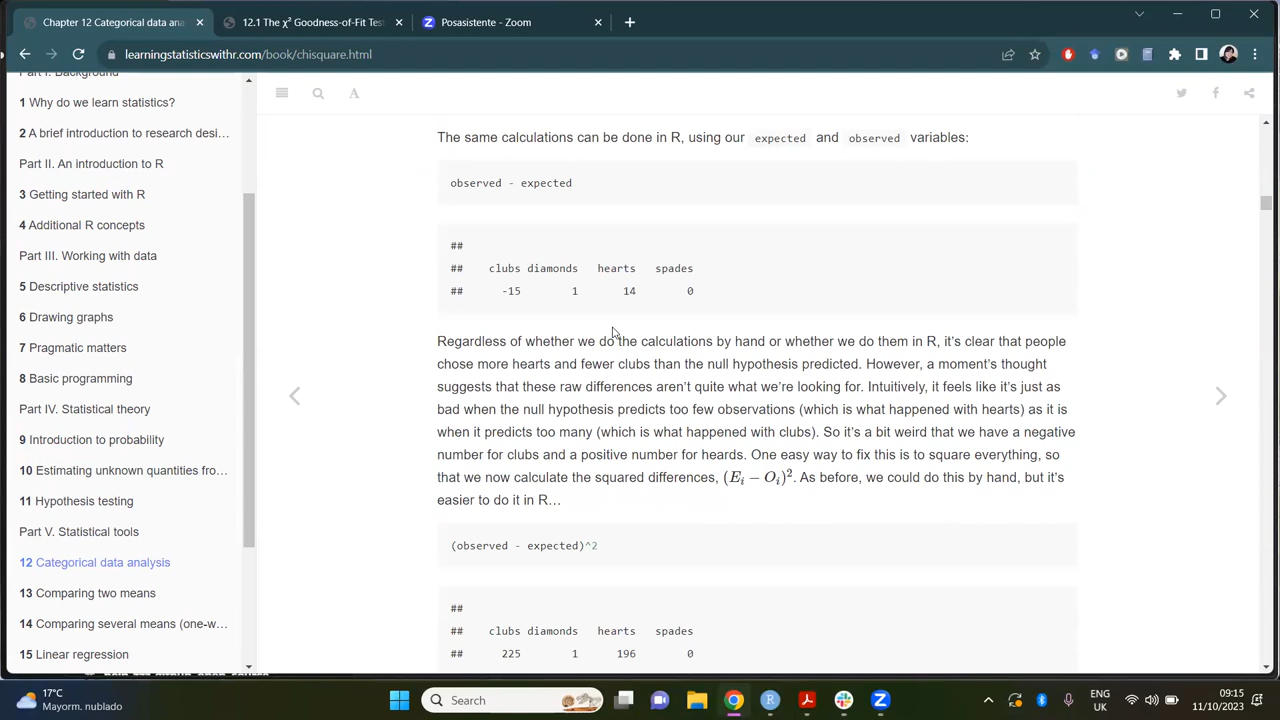 Chapter 12 Categorical data an
12.1 The χ² Goodness-of-Fit Tes
Posasistente - Zoom
learningstatisticswithr.com/book/chisquare.html
Part I. Background
1 Why do we learn statistics?
2 A brief introduction to research desi...
Part II. An introduction to R
3 Getting started with R
4 Additional R concepts
Part III. Working with data
5 Descriptive statistics
6 Drawing graphs
7 Pragmatic matters
8 Basic programming
Part IV. Statistical theory
9 Introduction to probability
10 Estimating unknown quantities fro...
11 Hypothesis testing
Part V. Statistical tools
12 Categorical data analysis
13 Comparing two means
14 Comparing several means (one-w...
15 Linear regression
A
The same calculations can be done in R, using our expected and observed variables:
observed - expected
##
## clubs diamonds hearts spades
## -15 1 14 0
Regardless of whether we do the calculations by hand or whether we do them in R, it's clear that people
chose more hearts and fewer clubs than the null hypothesis predicted. However, a moment's thought
suggests that these raw differences aren't quite what we're looking for. Intuitively, it feels like it's just as
bad when the null hypothesis predicts too few observations (which is what happened with hearts) as it is
when it predicts too many (which is what happened with clubs). So it's a bit weird that we have a negative
number for clubs and a positive number for heards. One easy way to fix this is to square everything, so
that we now calculate the squared differences, (Eᵢ − Oᵢ)². As before, we could do this by hand, but it's
easier to do it in R...
(observed - expected)^2
##
## clubs diamonds hearts spades
## 225 1 196 0
17°C
Mayorm. nublado
Search
ENG
UK
09:15
11/10/2023